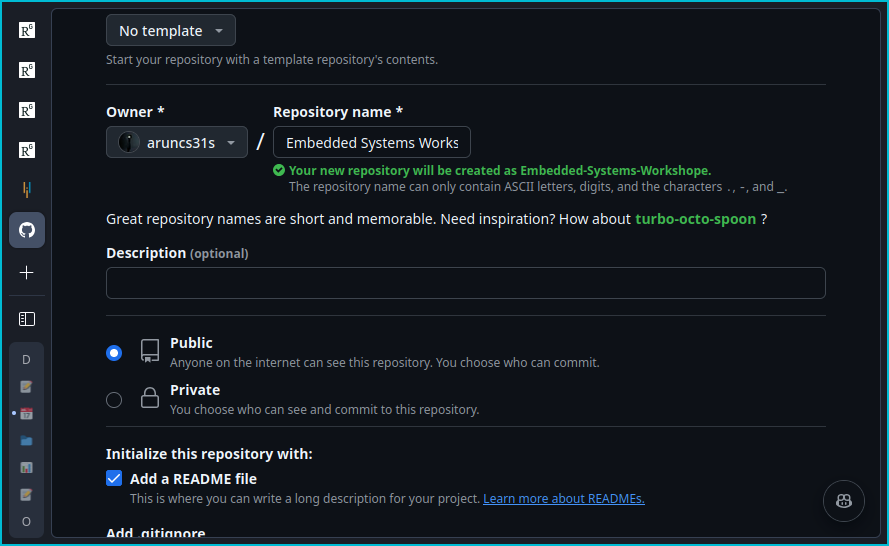 No template
Start your repository with a template repository's contents.
Owner *
Repository name *
aruncs31s
/
Embedded Systems Works
Your new repository will be created as Embedded-Systems-Workshope.
The repository name can only contain ASCII letters, digits, and the characters ., -, and _.
Great repository names are short and memorable. Need inspiration? How about turbo-octo-spoon ?
Description (optional)
Public
Anyone on the internet can see this repository. You choose who can commit.
Private
You choose who can see and commit to this repository.
Initialize this repository with:
Add a README file
This is where you can write a long description for your project. Learn more about READMEs.
Add .gitignore
RG
RG
RG
RG
D
O